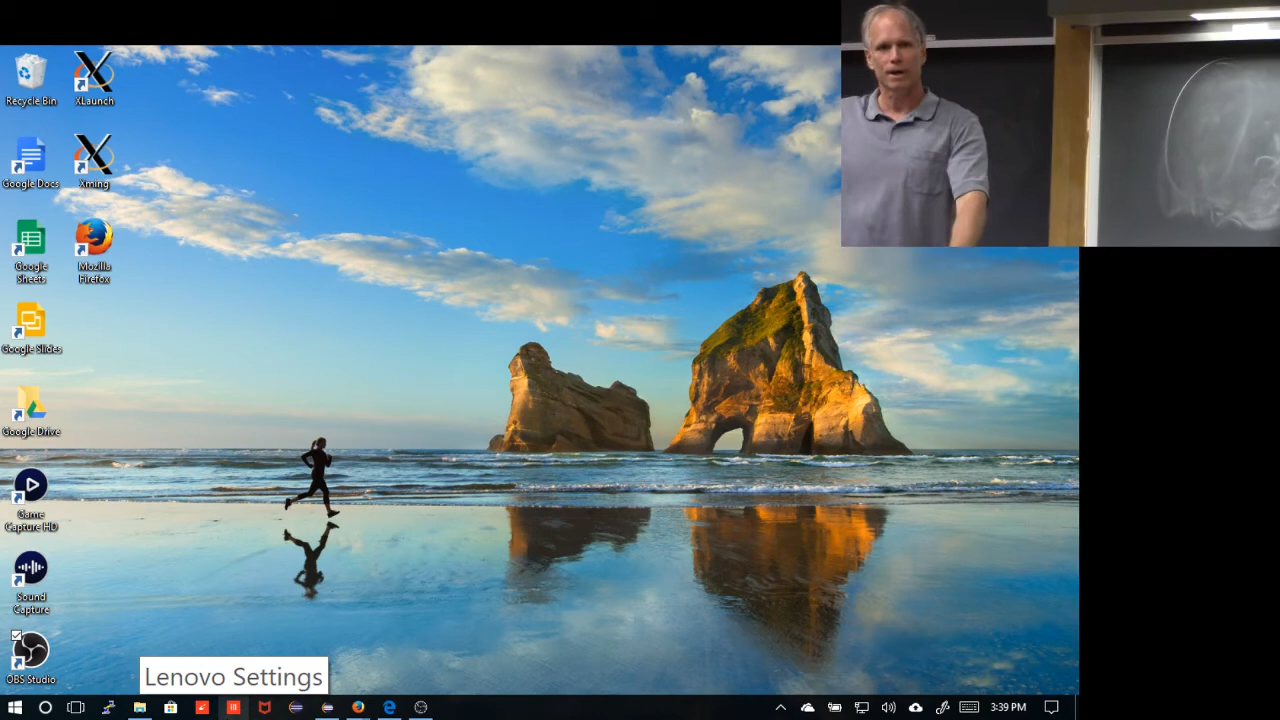 Recycle Bin
XLaunch
Google Docs
Xming
Google
Sheets
Mozilla
Firefox
Google Slides
Google Drive
Game
Capture HD
Sound
Capture
OBS Studio
Lenovo Settings
3:39 PM